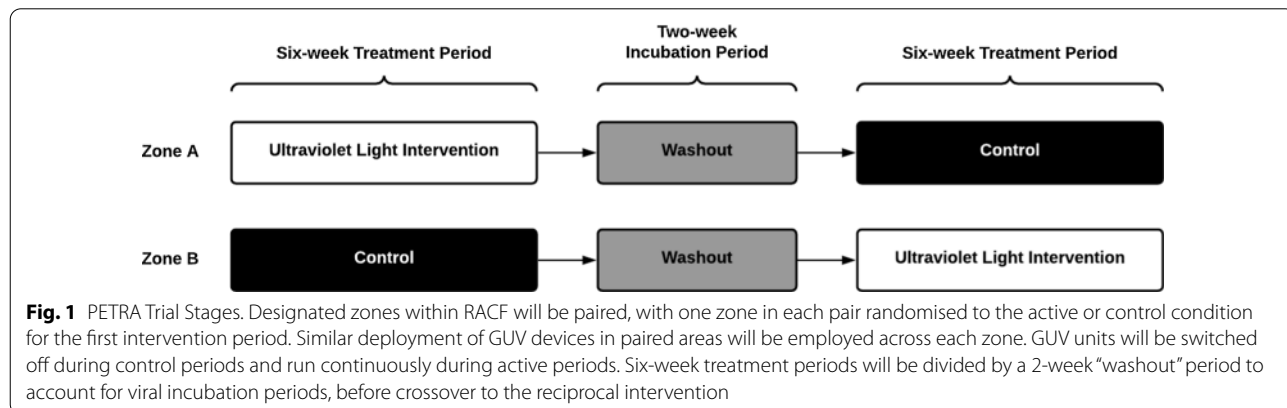 Two-week
Six-week Treatment Period Incubation Period Six-week Treatment Period
Zone A Ultraviolet Light Intervention Washout Control
Zone B Control Washout Ultraviolet Light Intervention
Fig. 1 PETRA Trial Stages. Designated zones within RACF will be paired, with one zone in each pair randomised to the active or control condition
for the first intervention period. Similar deployment of GUV devices in paired areas will be employed across each zone. GUV units will be switched
off during control periods and run continuously during active periods. Six-week treatment periods will be divided by a 2-week “washout” period to
account for viral incubation periods, before crossover to the reciprocal intervention